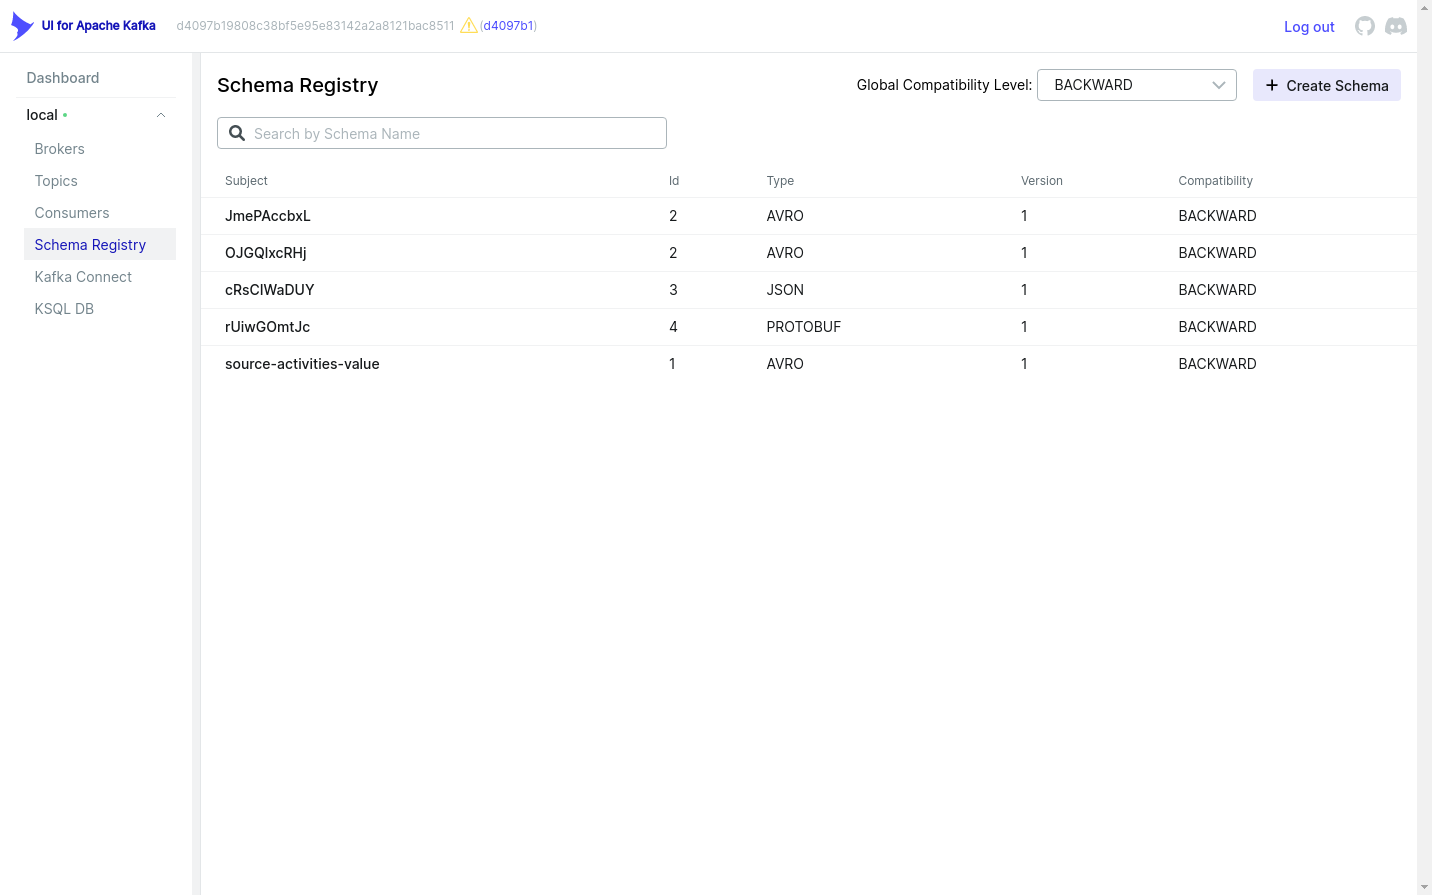 UI for Apache Kafka d4097b19808c38bf5e95e83142a2a8121bac8511 (d4097b1) Log out
Dashboard
local
Brokers
Topics
Consumers
Schema Registry
Kafka Connect
KSQL DB
Schema Registry Global Compatibility Level: BACKWARD Create Schema
Search by Schema Name
Subject Id Type Version Compatibility
JmePAccbxL 2 AVRO 1 BACKWARD
OJGQlxcRHj 2 AVRO 1 BACKWARD
cRsClWaDUY 3 JSON 1 BACKWARD
rUiwGOmtJc 4 PROTOBUF 1 BACKWARD
source-activities-value 1 AVRO 1 BACKWARD